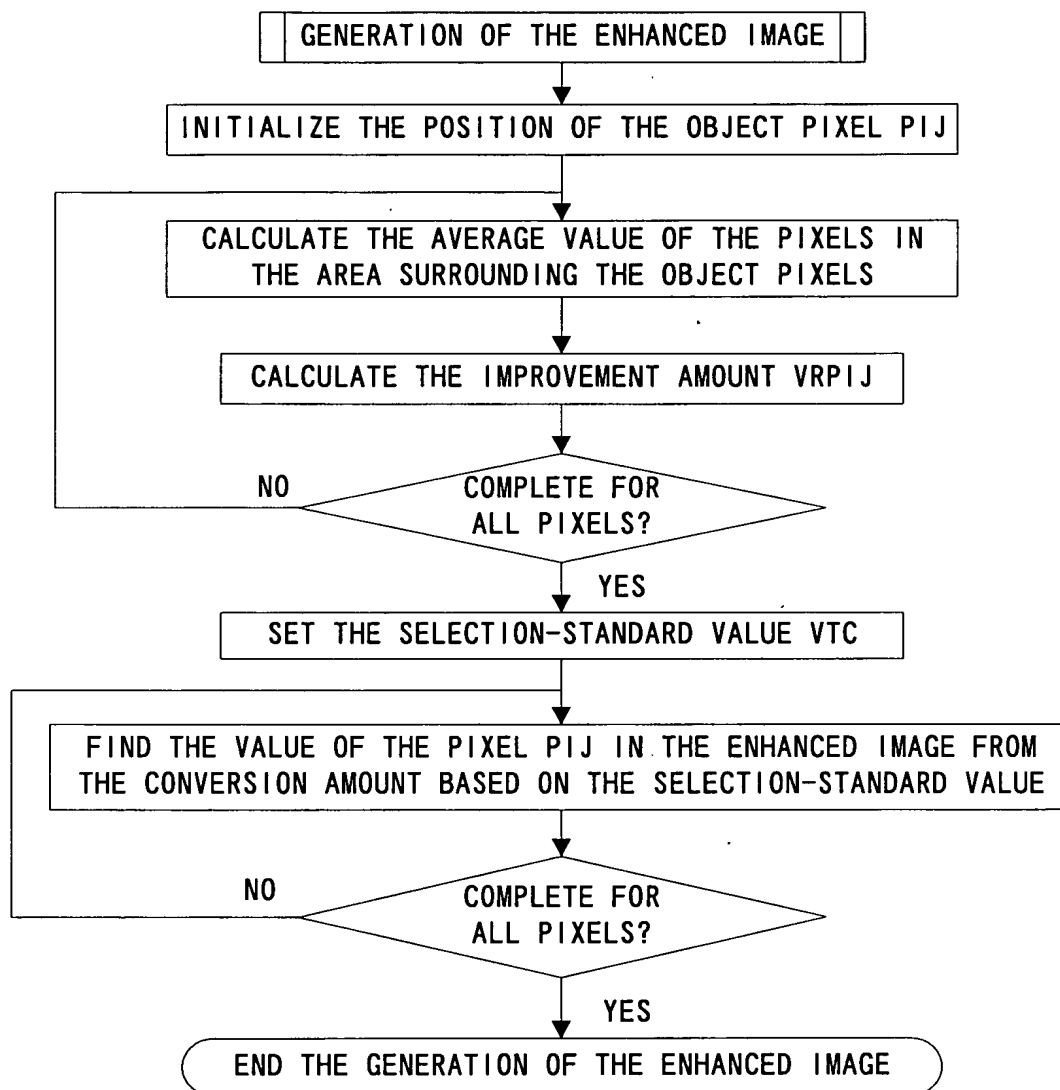 GENERATION OF THE ENHANCED IMAGE
INITIALIZE THE POSITION OF THE OBJECT PIXEL PIJ
CALCULATE THE AVERAGE VALUE OF THE PIXELS IN
THE AREA SURROUNDING THE OBJECT PIXELS
CALCULATE THE IMPROVEMENT AMOUNT VRPIJ
NO
COMPLETE FOR
ALL PIXELS?
YES
SET THE SELECTION-STANDARD VALUE VTC
FIND THE VALUE OF THE PIXEL PIJ IN THE ENHANCED IMAGE FROM
THE CONVERSION AMOUNT BASED ON THE SELECTION-STANDARD VALUE
NO
COMPLETE FOR
ALL PIXELS?
YES
END THE GENERATION OF THE ENHANCED IMAGE